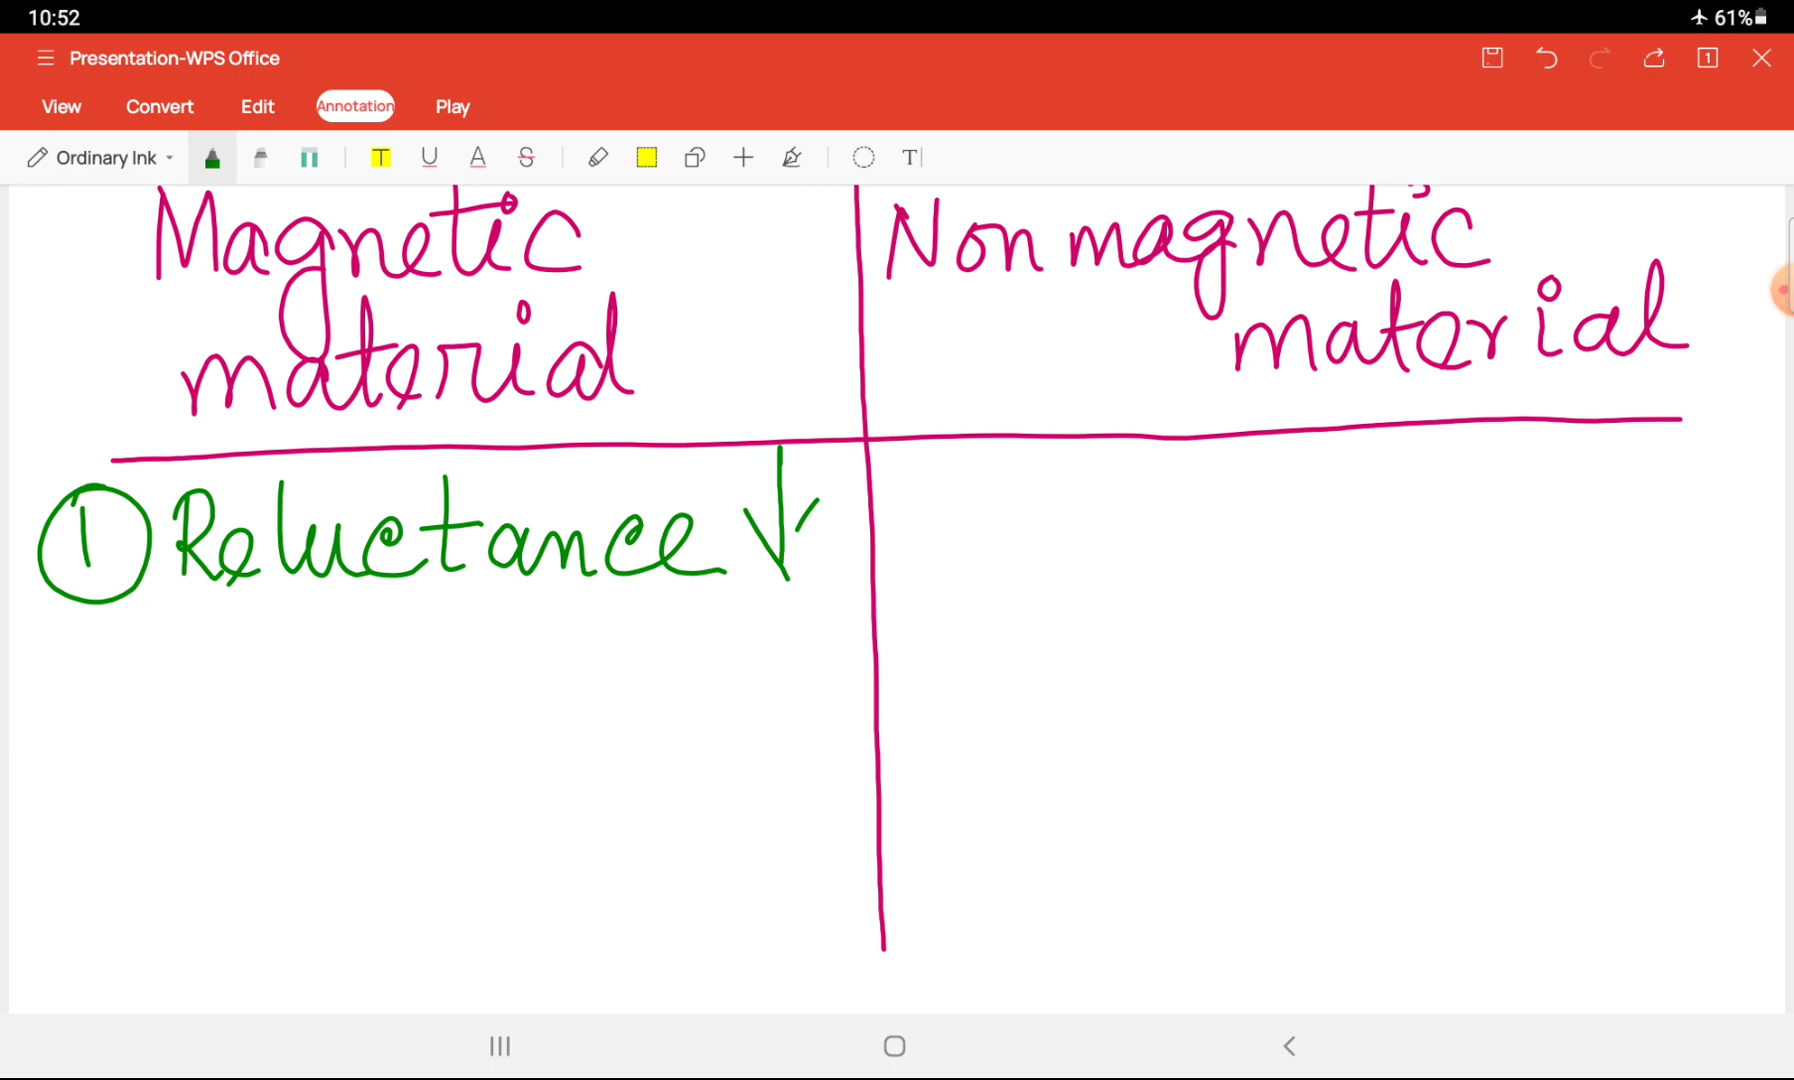 10:52
61%
Presentation-WPS Office
1
View Convert Edit Annotation Play
Ordinary Ink T U A S T
Magnetic
material
Non magnetic
material
① Reluctance ↓